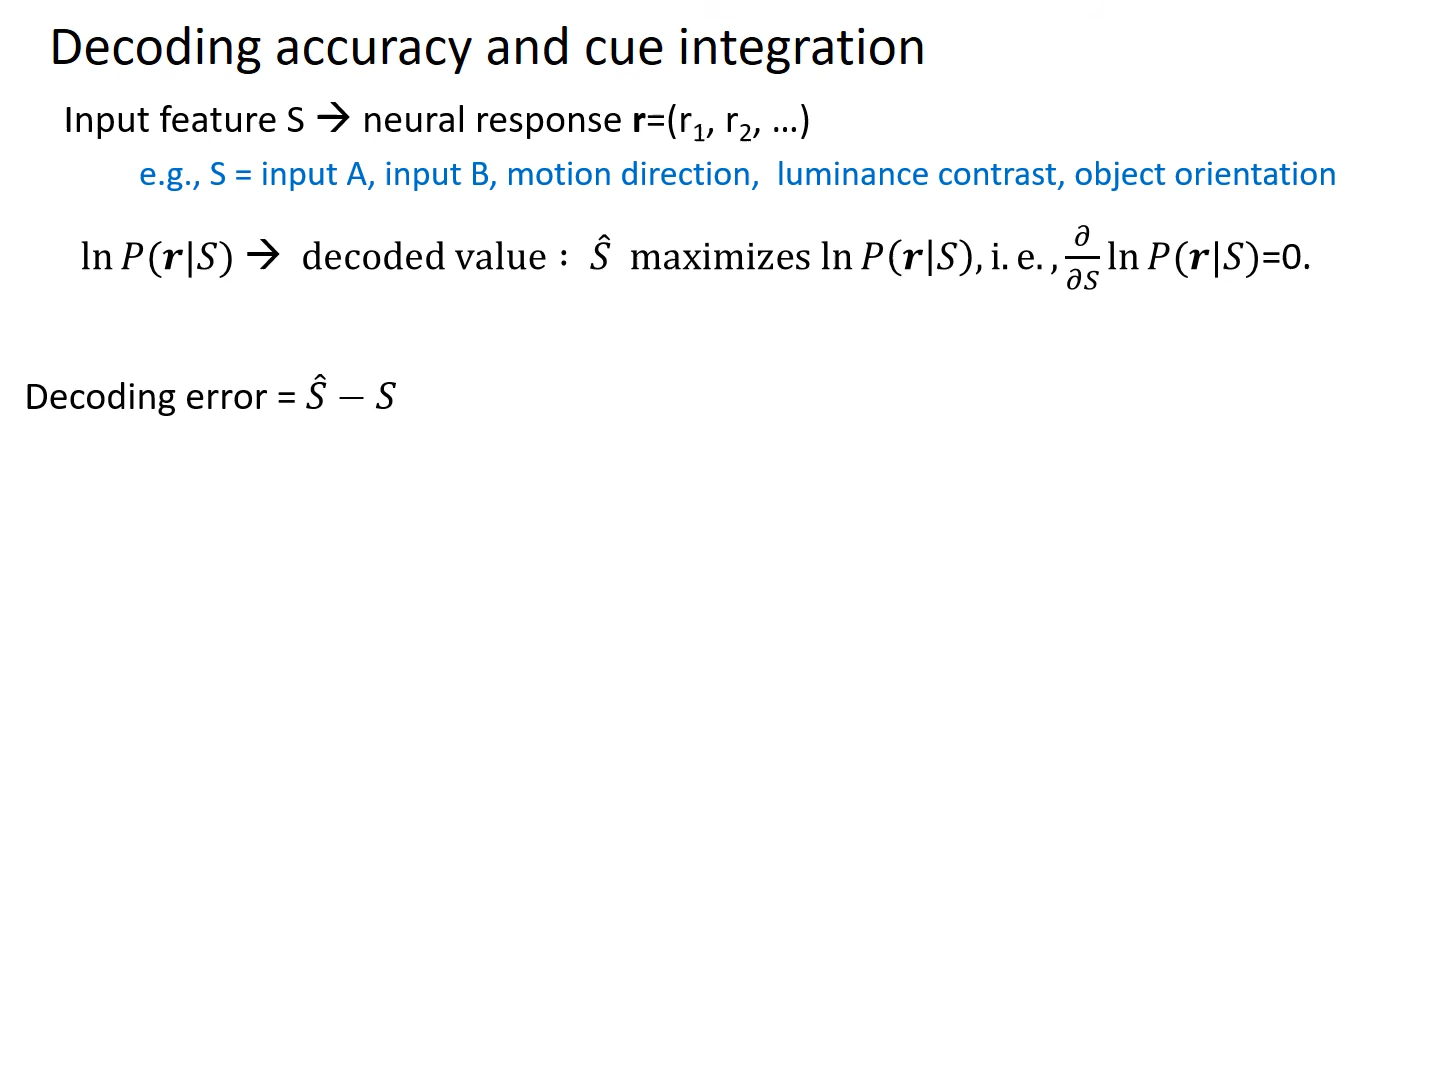 Decoding accuracy and cue integration
Input feature S → neural response r=(r₁, r₂, …)
e.g., S = input A, input B, motion direction,  luminance contrast, object orientation
ln P(r|S) → decoded value : Ŝ maximizes ln P(r|S), i. e. , ∂/∂S ln P(r|S)=0.
Decoding error = Ŝ − S